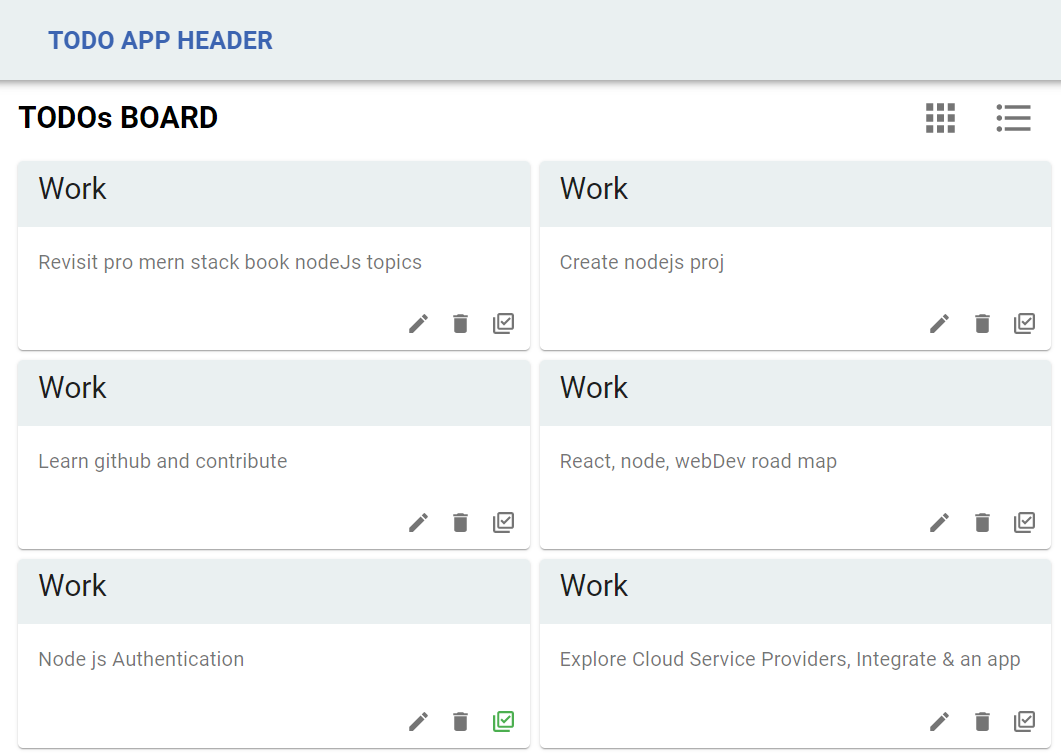 TODO APP HEADER
TODOs BOARD
Work
Revisit pro mern stack book nodeJs topics
Work
Create nodejs proj
Work
Learn github and contribute
Work
React, node, webDev road map
Work
Node js Authentication
Work
Explore Cloud Service Providers, Integrate & an app